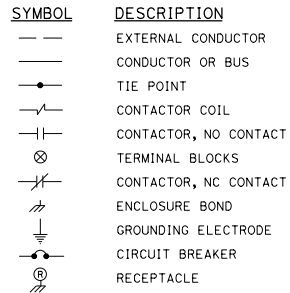 SYMBOL DESCRIPTION
EXTERNAL CONDUCTOR
CONDUCTOR OR BUS
TIE POINT
CONTACTOR COIL
CONTACTOR, NO CONTACT
TERMINAL BLOCKS
CONTACTOR, NC CONTACT
ENCLOSURE BOND
GROUNDING ELECTRODE
CIRCUIT BREAKER
R RECEPTACLE